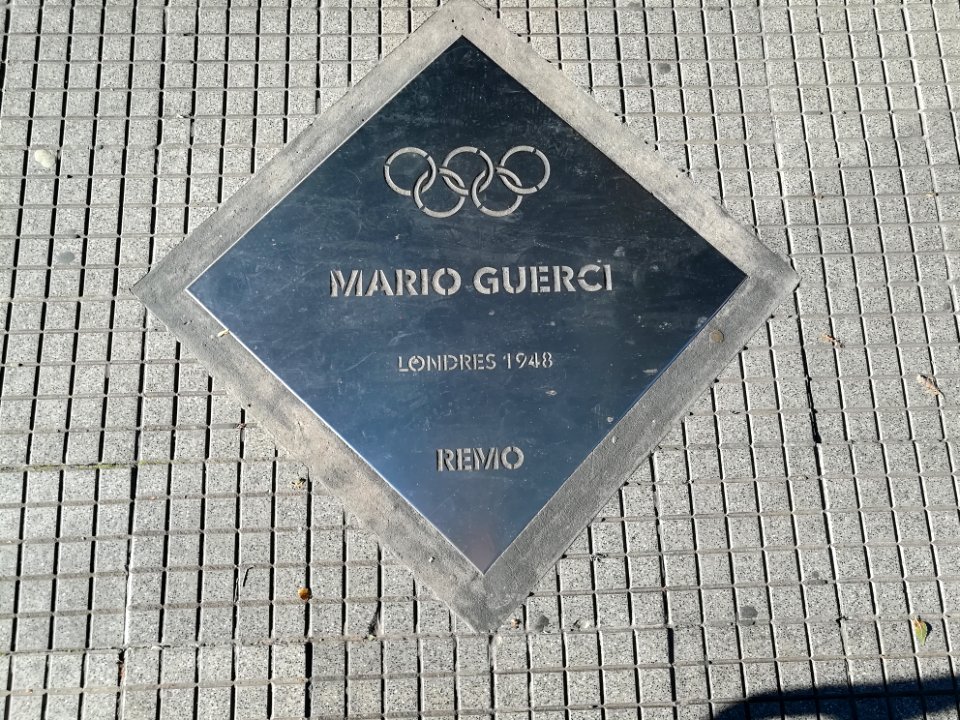 MARIO GUERCI
LONDRES 1948
REMO